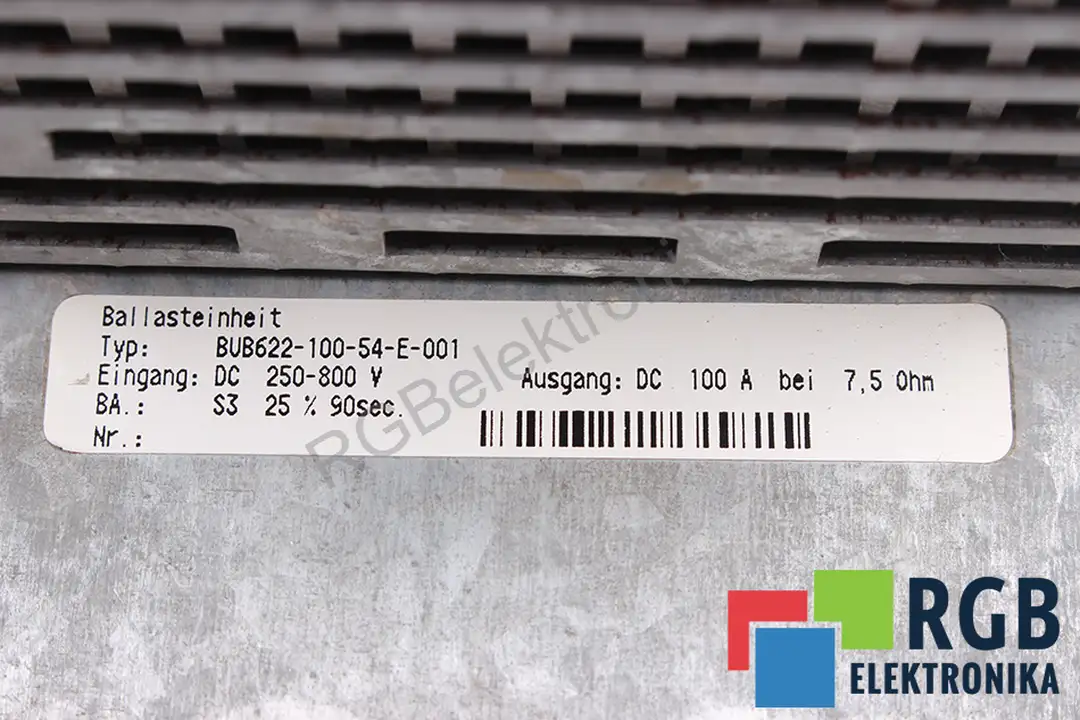 Ballasteinheit
Typ: BUB622-100-54-E-001
Eingang: DC 250-800 V Ausgang: DC 100 A bei 7,5 Ohm
BA.: S3 25 % 90sec.
Nr.:
RGBelektronika
RGB
ELEKTRONIKA